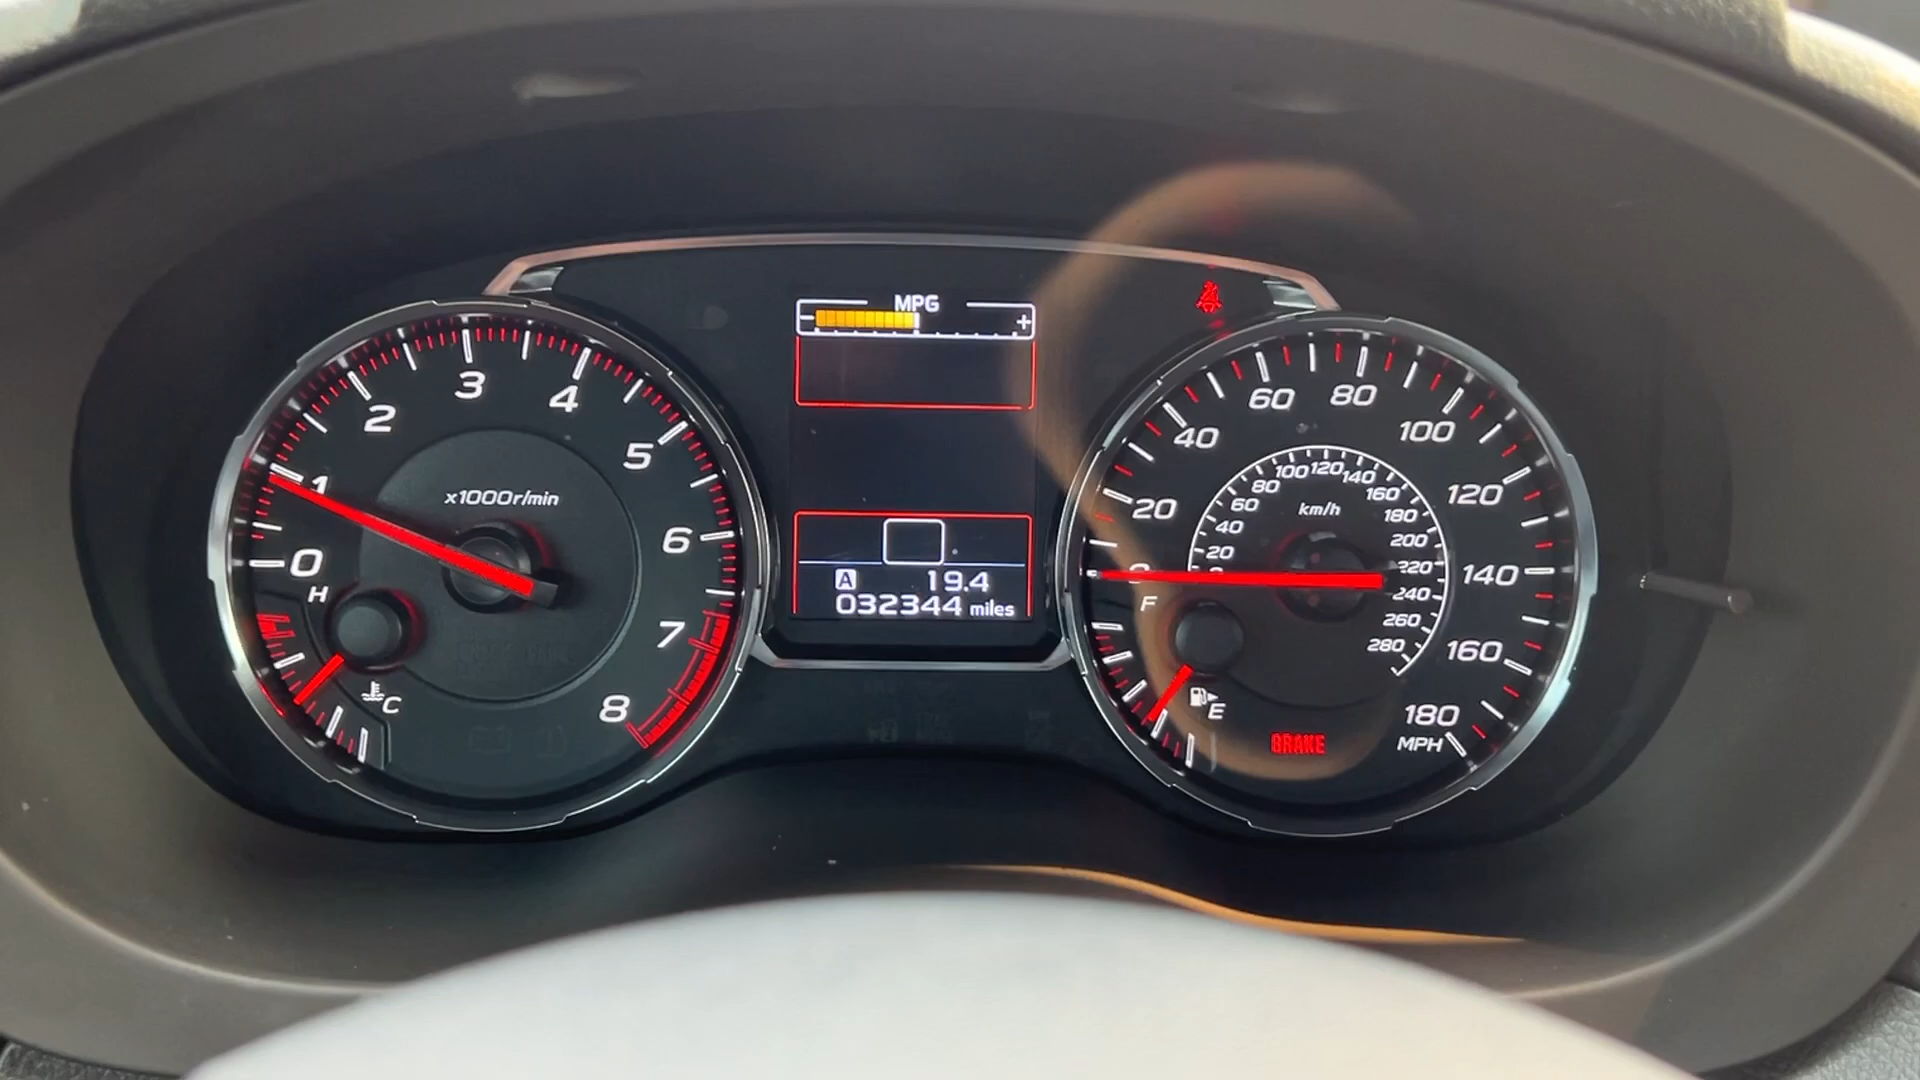 MPG
- +
0 1 2 3 4 5 6 7 8
x1000r/min
H
C
A 19.4
032344 miles
0 20 40 60 80 100 120 140 160 180
MPH
0 20 40 60 80 100 120 140 160 180 200 220 240 260 280
km/h
F
E
BRAKE